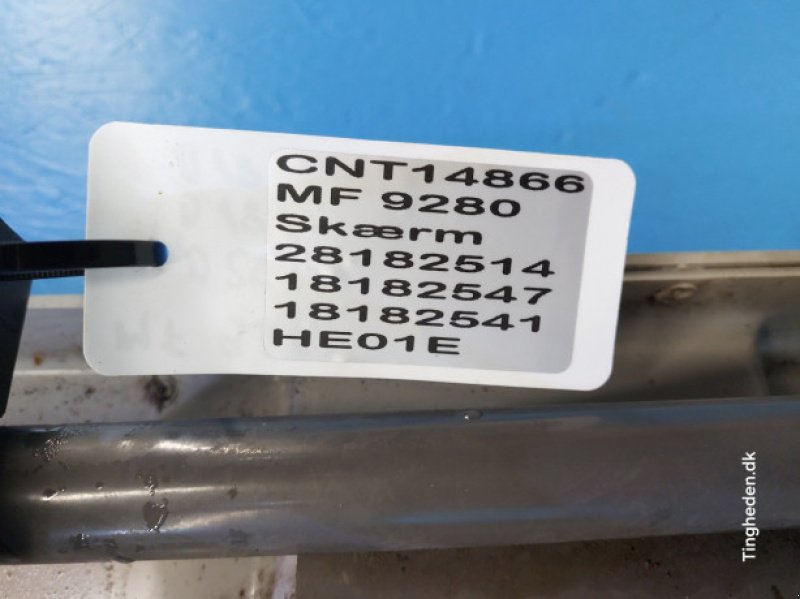 CNT14866
MF 9280
Skærm
28182514
18182547
18182541
HE01E
Tingheden.dk